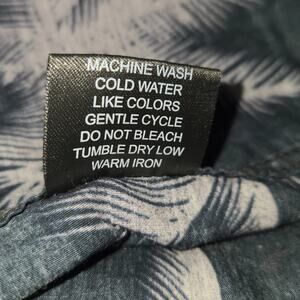 MACHINE WASH
COLD WATER
LIKE COLORS
GENTLE CYCLE
DO NOT BLEACH
TUMBLE DRY LOW
WARM IRON